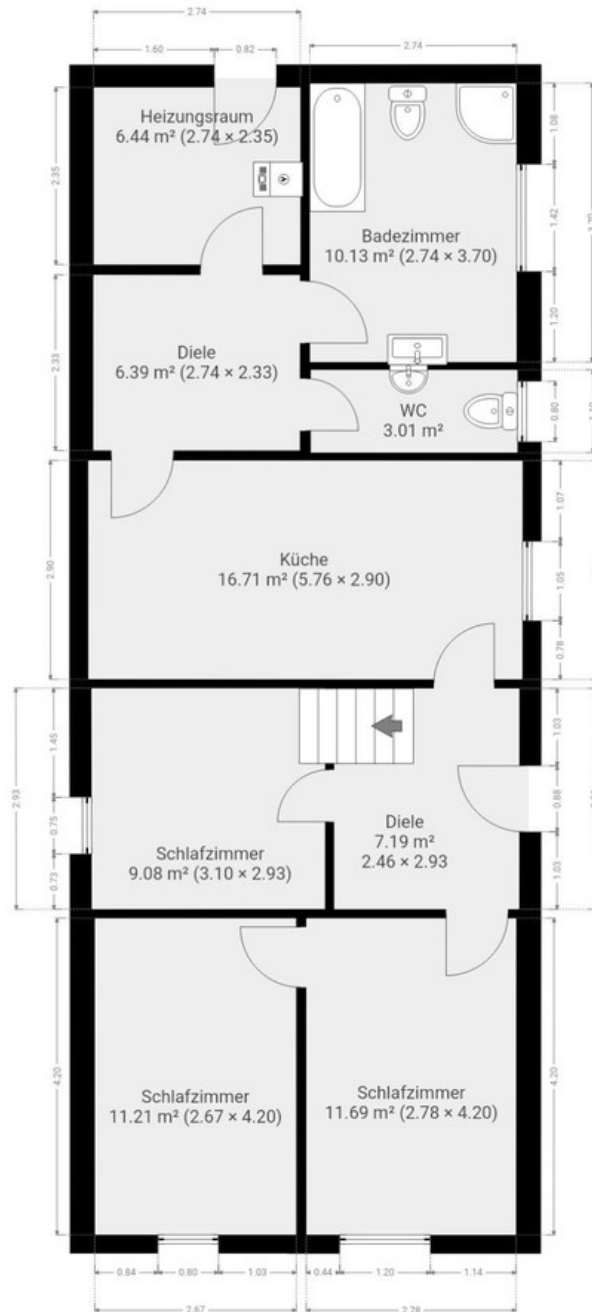 2.74
1.60
0.82
2.74
Heizungsraum
6.44 m² (2.74 × 2.35)
2.35
1.08
1.42
1.20
Badezimmer
10.13 m² (2.74 × 3.70)
Diele
6.39 m² (2.74 × 2.33)
2.33
WC
3.01 m²
0.80
Küche
16.71 m² (5.76 × 2.90)
2.90
1.07
1.05
0.78
2.93
1.45
0.75
0.73
Schlafzimmer
9.08 m² (3.10 × 2.93)
Diele
7.19 m²
2.46 × 2.93
1.03
0.88
1.03
4.20
Schlafzimmer
11.21 m² (2.67 × 4.20)
Schlafzimmer
11.69 m² (2.78 × 4.20)
4.20
0.84
0.80
1.03
0.44
1.20
1.14
2.67
2.78